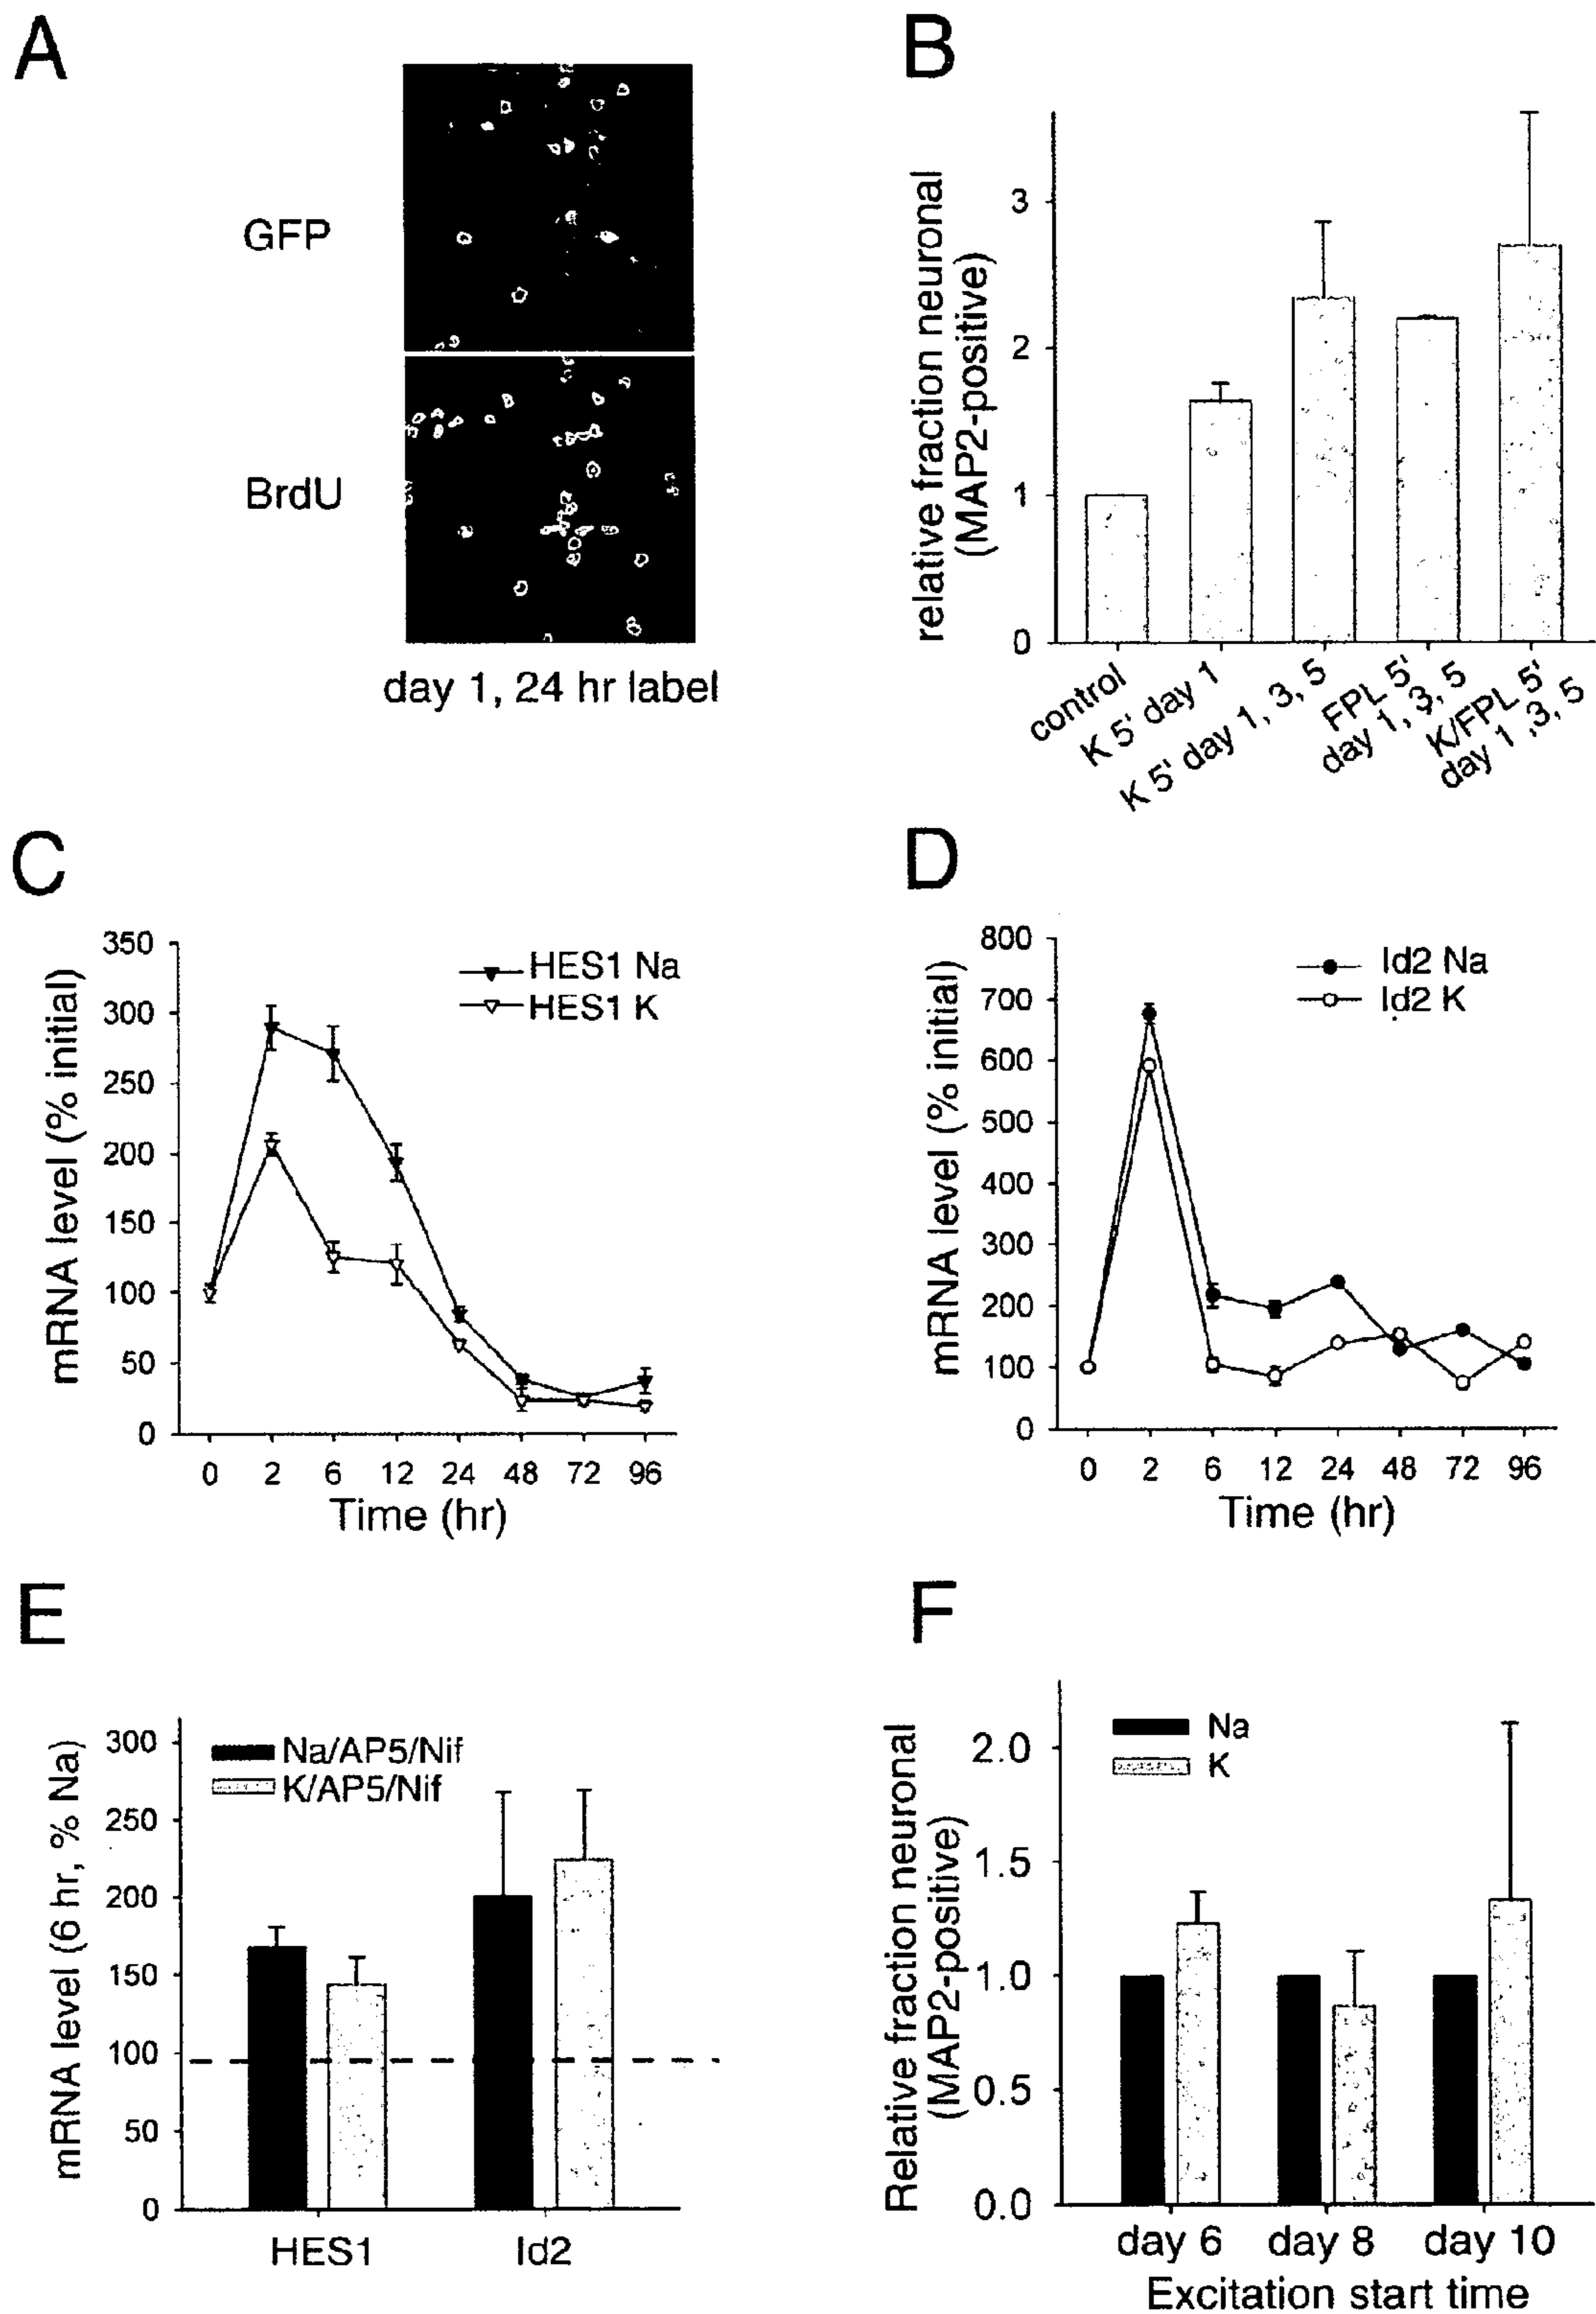 A
GFP
BrdU
day 1, 24 hr label
B
relative fraction neuronal
(MAP2-positive)
3
2
1
0
control
K 5' day 1
K 5' day 1, 3, 5
FPL 5'
day 1, 3, 5
K/FPL 5'
day 1 ,3, 5
C
mRNA level (% initial)
350
300
250
200
150
100
50
0
HES1 Na
HES1 K
0 2 6 12 24 48 72 96
Time (hr)
D
mRNA level (% initial)
800
700
600
500
400
300
200
100
0
Id2 Na
Id2 K
0 2 6 12 24 48 72 96
Time (hr)
E
mRNA level (6 hr, % Na)
300
250
200
150
100
50
0
Na/AP5/Nif
K/AP5/Nif
HES1 Id2
F
Relative fraction neuronal
(MAP2-positive)
2.0
1.5
1.0
0.5
0.0
Na
K
day 6 day 8 day 10
Excitation start time